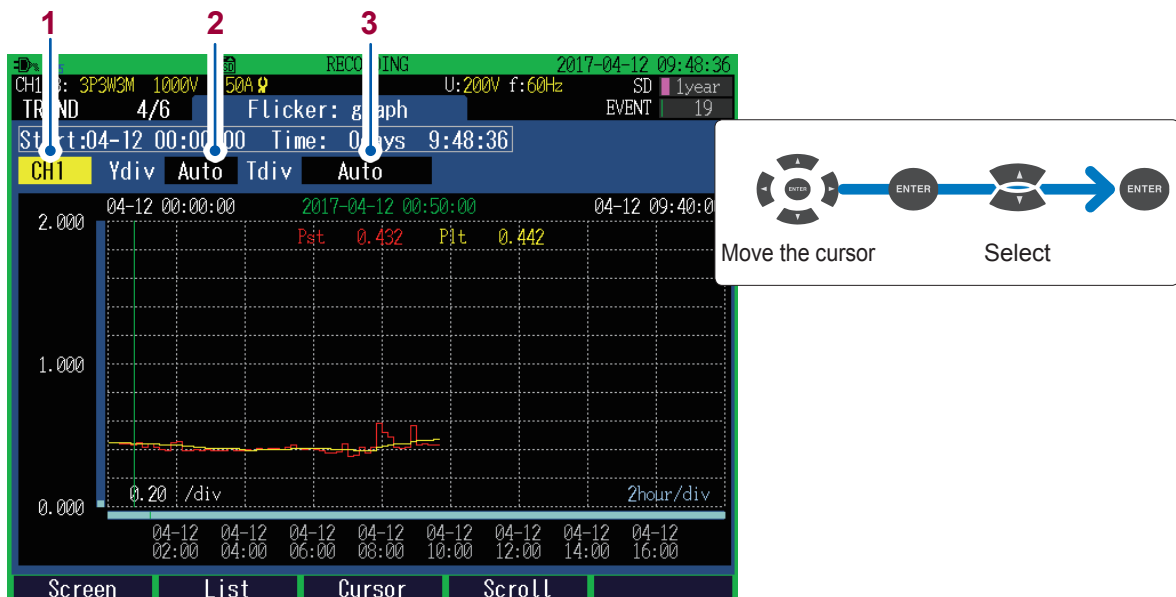 1 2 3
SD RECORDING 2017-04-12 09:48:36
3P3W3M 1000V 50A U:200V f:60Hz SD 1year
TREND 4/6 Flicker: graph EVENT 19
Start:04-12 00:00:00 Time: 0days 9:48:36
CH1 Ydiv Auto Tdiv Auto
04-12 00:00:00 2017-04-12 00:50:00 04-12 09:40:0
2.000
Pst 0.432 Plt 0.442
1.000
0.20 /div 2hour/div
0.000
04-12 04-12 04-12 04-12 04-12 04-12 04-12 04-12
02:00 04:00 06:00 08:00 10:00 12:00 14:00 16:00
Screen List Cursor Scroll
ENTER ENTER ENTER
Move the cursor Select